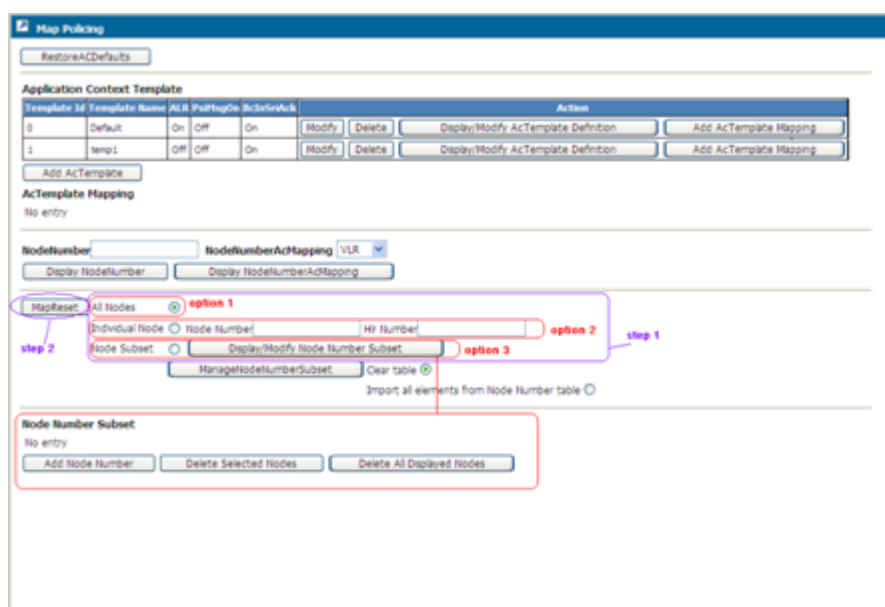 Map Policing
RestoreACDefaults
Application Context Template
Template Id Template Name ALR PsiMsgOn BcInSriAck Action
0 Default On Off On Modify Delete Display/Modify AcTemplate Definition Add AcTemplate Mapping
1 temp1 Off Off On Modify Delete Display/Modify AcTemplate Definition Add AcTemplate Mapping
Add AcTemplate
AcTemplate Mapping
No entry
NodeNumber NodeNumberAcMapping VLR
Display NodeNumber Display NodeNumberAcMapping
MapReset All Nodes option 1
Individual Node Node Number Hlr Number option 2 step 1
step 2 Node Subset Display/Modify Node Number Subset option 3
ManageNodeNumberSubset Clear table
Import all elements from Node Number table
Node Number Subset
No entry
Add Node Number Delete Selected Nodes Delete All Displayed Nodes